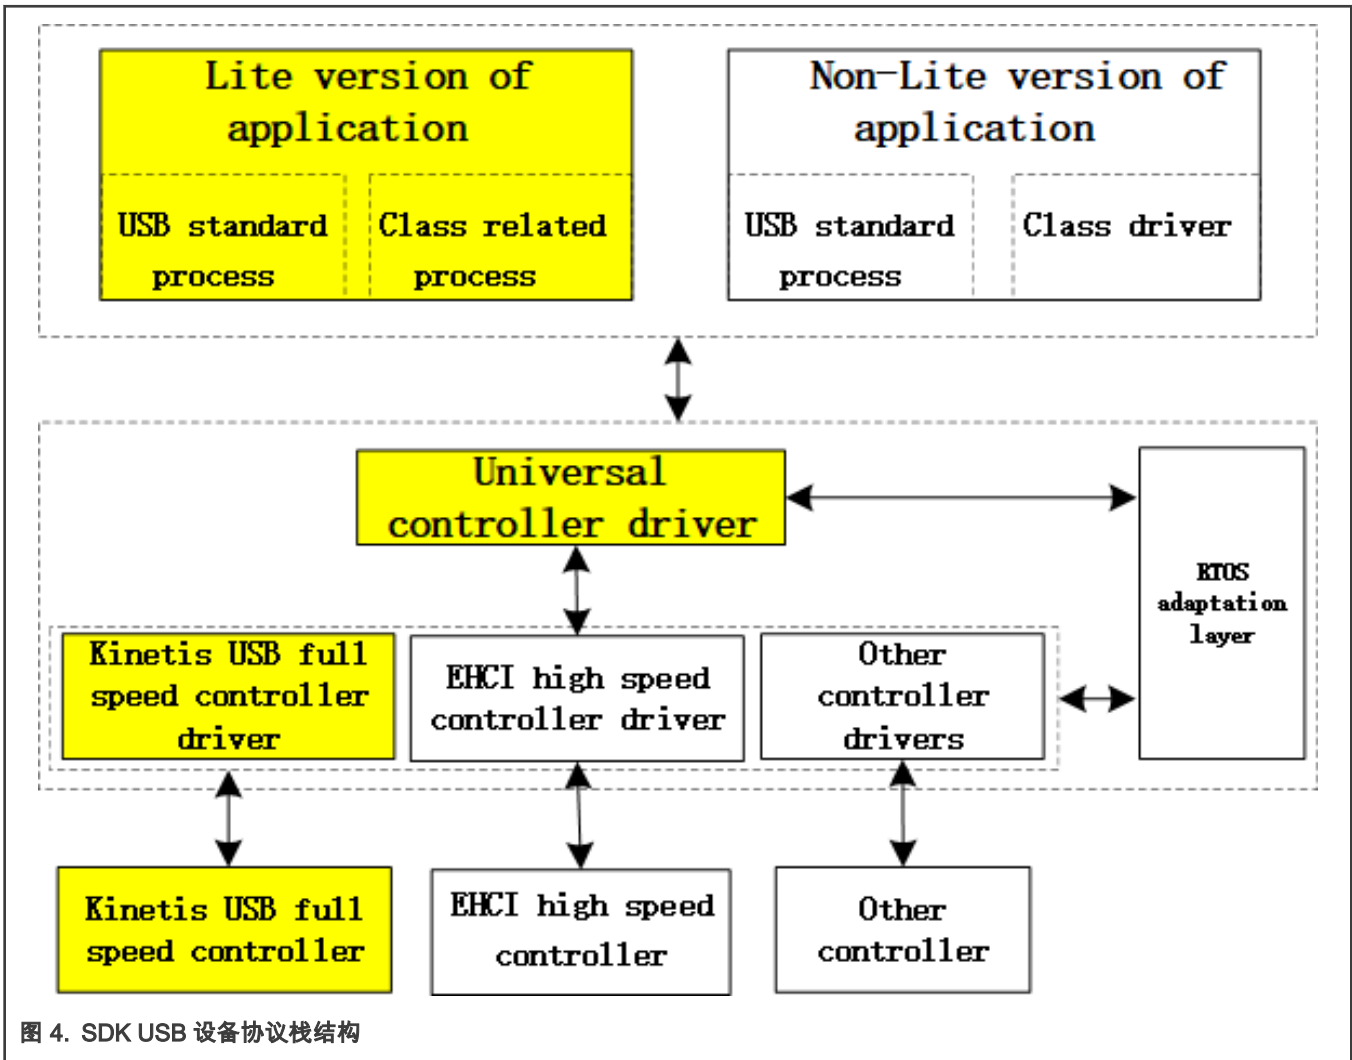 Lite version of
application
USB standard
process
Class related
process
Non-Lite version of
application
USB standard
process
Class driver
Universal
controller driver
RTOS
adaptation
layer
Kinetis USB full
speed controller
driver
EHCI high speed
controller driver
Other
controller
drivers
Kinetis USB full
speed controller
EHCI high speed
controller
Other
controller
图 4. SDK USB 设备协议栈结构